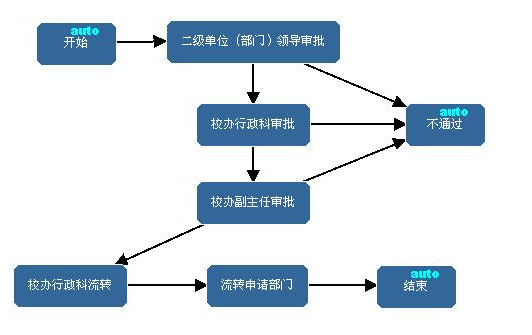 auto
开始
二级单位（部门）领导审批
校办行政科审批
auto
不通过
校办副主任审批
校办行政科流转
流转申请部门
auto
结束